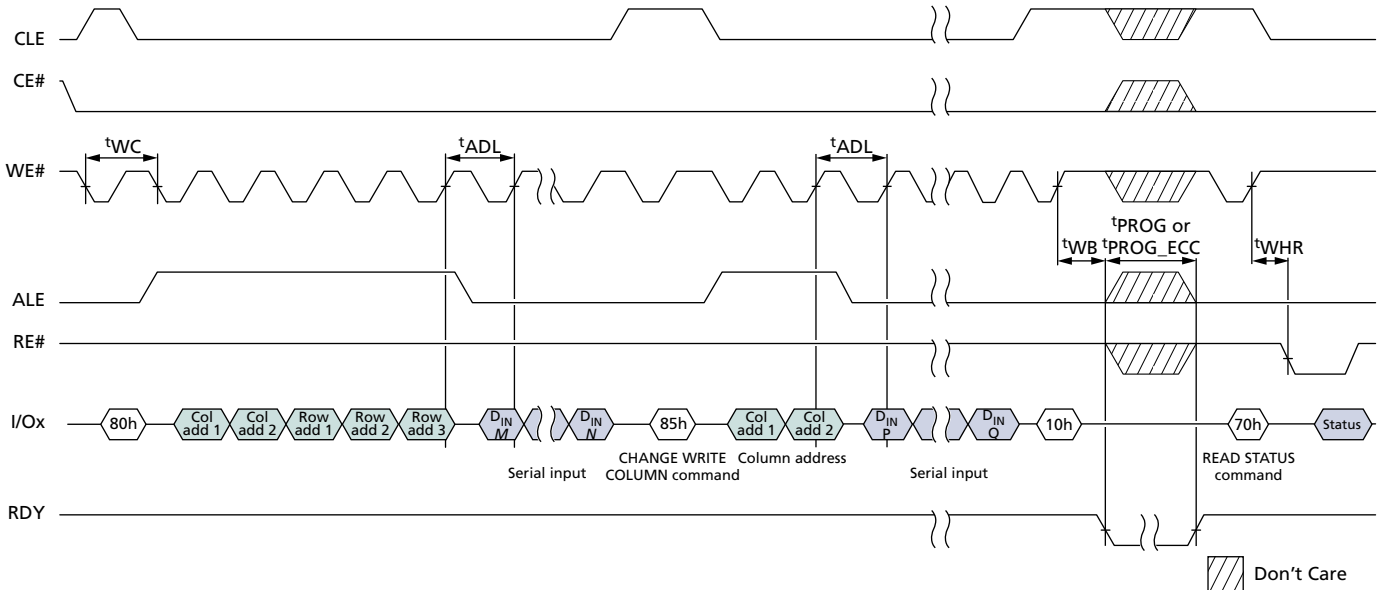 CLE
CE#
tWC
tADL
tADL
WE#
tWB
tPROG or
tPROG_ECC
tWHR
ALE
RE#
I/Ox
80h
Col add 1
Col add 2
Row add 1
Row add 2
Row add 3
DIN M
DIN N
85h
Col add 1
Col add 2
DIN P
DIN Q
10h
70h
Status
Serial input
CHANGE WRITE
COLUMN command
Column address
Serial input
READ STATUS
command
RDY
Don't Care